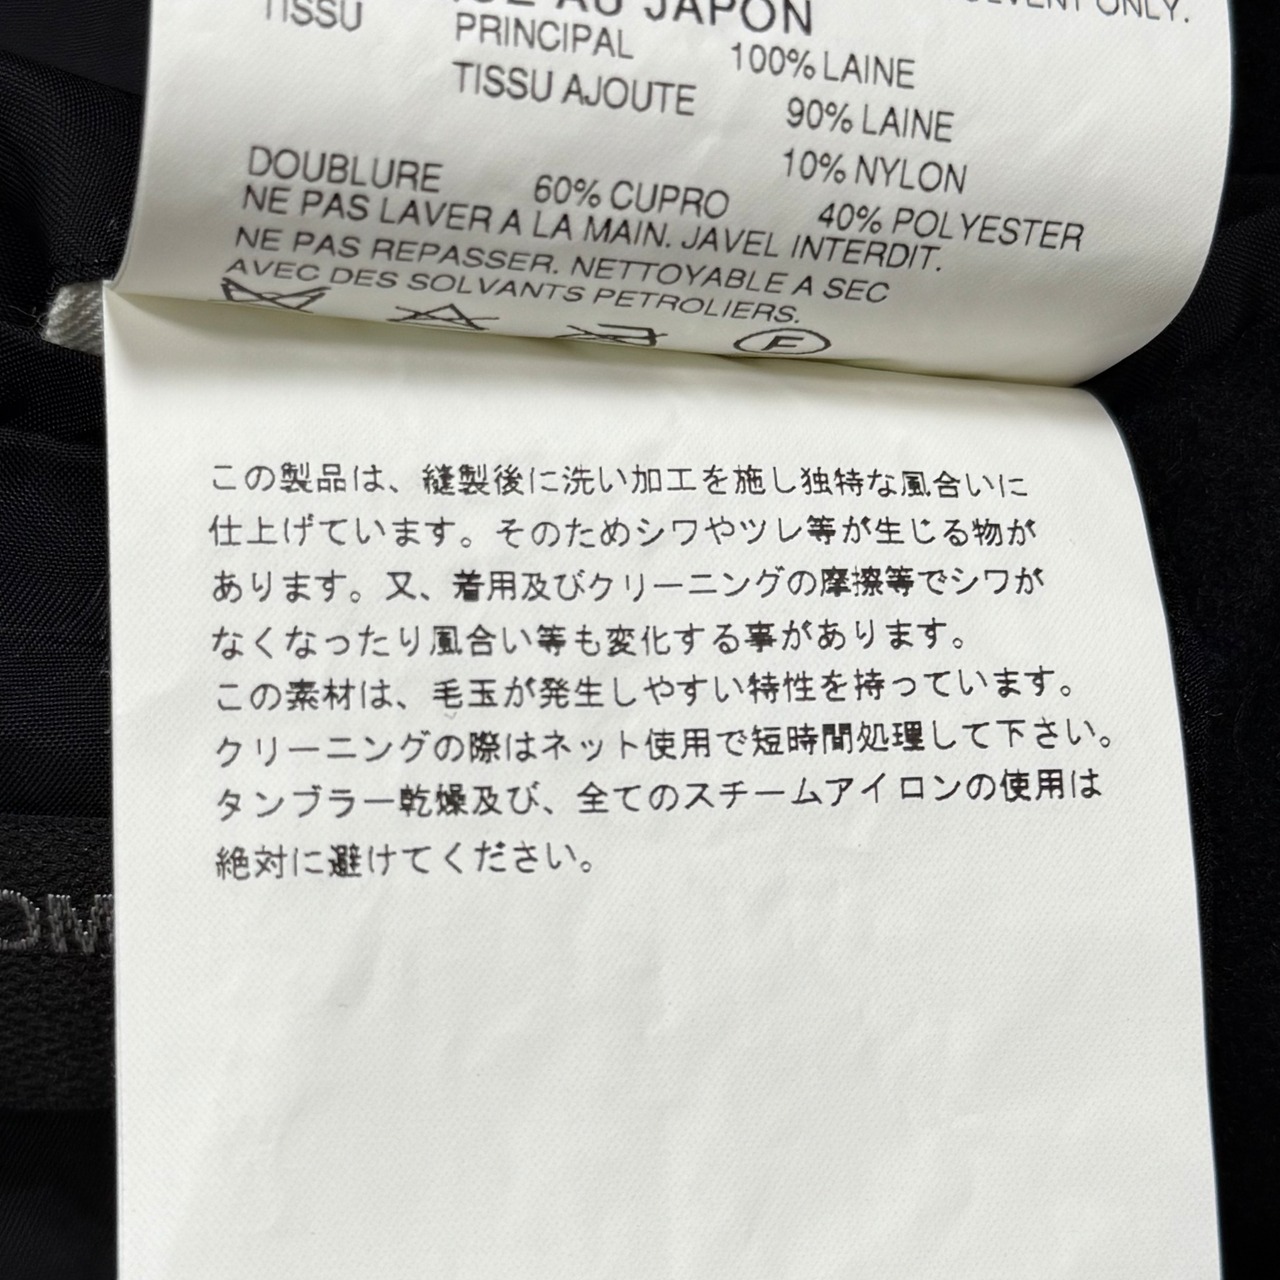 SOLVENT ONLY.
AU JAPON
TISSU PRINCIPAL 100% LAINE
TISSU AJOUTE 90% LAINE
10% NYLON
DOUBLURE 60% CUPRO 40% POLYESTER
NE PAS LAVER A LA MAIN. JAVEL INTERDIT.
NE PAS REPASSER. NETTOYABLE A SEC
AVEC DES SOLVANTS PETROLIERS.
F
この製品は、縫製後に洗い加工を施し独特な風合いに
仕上げています。そのためシワやツレ等が生じる物が
あります。又、着用及びクリーニングの摩擦等でシワが
なくなったり風合い等も変化する事があります。
この素材は、毛玉が発生しやすい特性を持っています。
クリーニングの際はネット使用で短時間処理して下さい。
タンブラー乾燥及び、全てのスチームアイロンの使用は
絶対に避けてください。